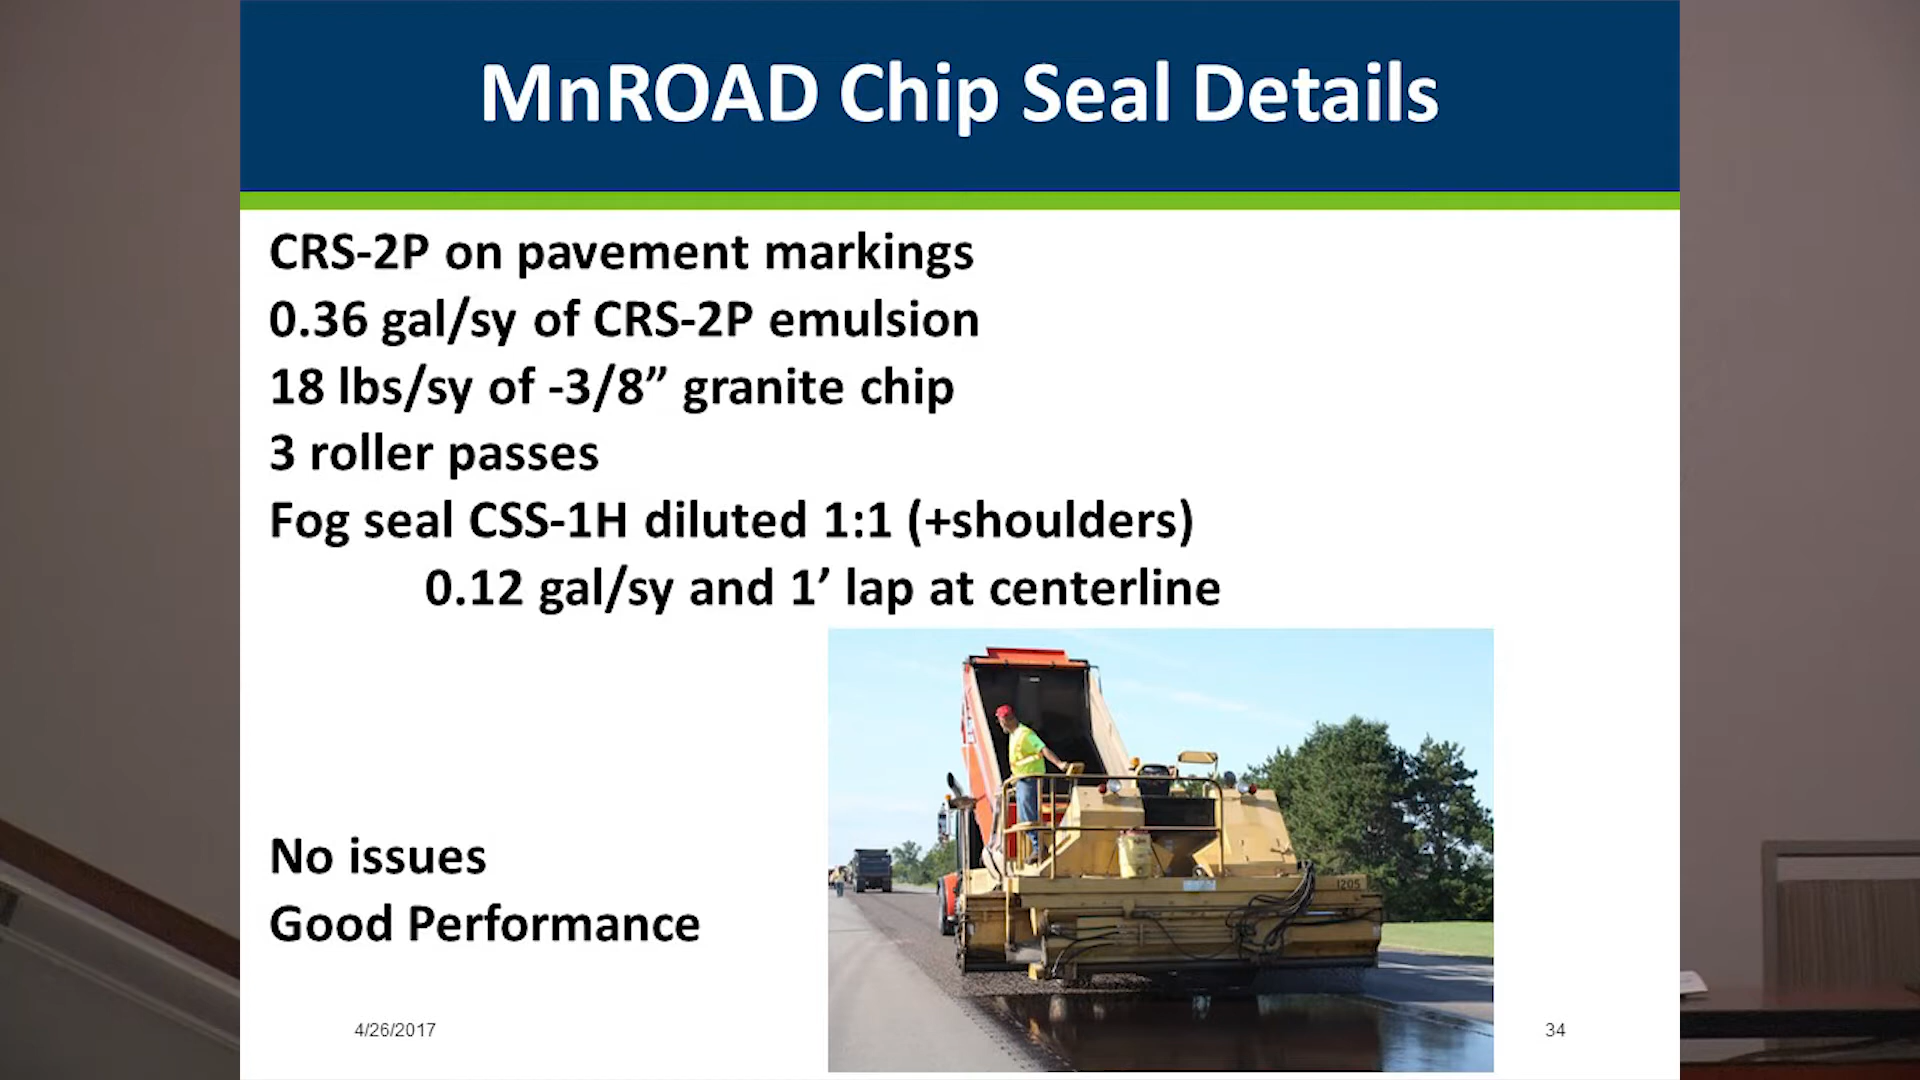 MnROAD Chip Seal Details
CRS-2P on pavement markings
0.36 gal/sy of CRS-2P emulsion
18 lbs/sy of -3/8” granite chip
3 roller passes
Fog seal CSS-1H diluted 1:1 (+shoulders)
0.12 gal/sy and 1’ lap at centerline
No issues
Good Performance
1205
4/26/2017
34